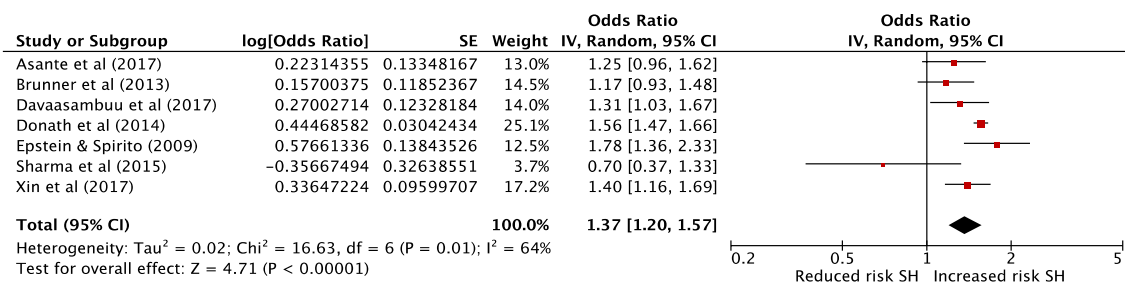 Odds Ratio Odds Ratio
Study or Subgroup log[Odds Ratio] SE Weight IV, Random, 95% CI IV, Random, 95% CI
Asante et al (2017) 0.22314355 0.13348167 13.0% 1.25 [0.96, 1.62]
Brunner et al (2013) 0.15700375 0.11852367 14.5% 1.17 [0.93, 1.48]
Davaasambuu et al (2017) 0.27002714 0.12328184 14.0% 1.31 [1.03, 1.67]
Donath et al (2014) 0.44468582 0.03042434 25.1% 1.56 [1.47, 1.66]
Epstein & Spirito (2009) 0.57661336 0.13843526 12.5% 1.78 [1.36, 2.33]
Sharma et al (2015) −0.35667494 0.32638551 3.7% 0.70 [0.37, 1.33]
Xin et al (2017) 0.33647224 0.09599707 17.2% 1.40 [1.16, 1.69]
Total (95% CI) 100.0% 1.37 [1.20, 1.57]
Heterogeneity: Tau² = 0.02; Chi² = 16.63, df = 6 (P = 0.01); I² = 64%
Test for overall effect: Z = 4.71 (P < 0.00001)
0.2 0.5 1 2 5
Reduced risk SH Increased risk SH